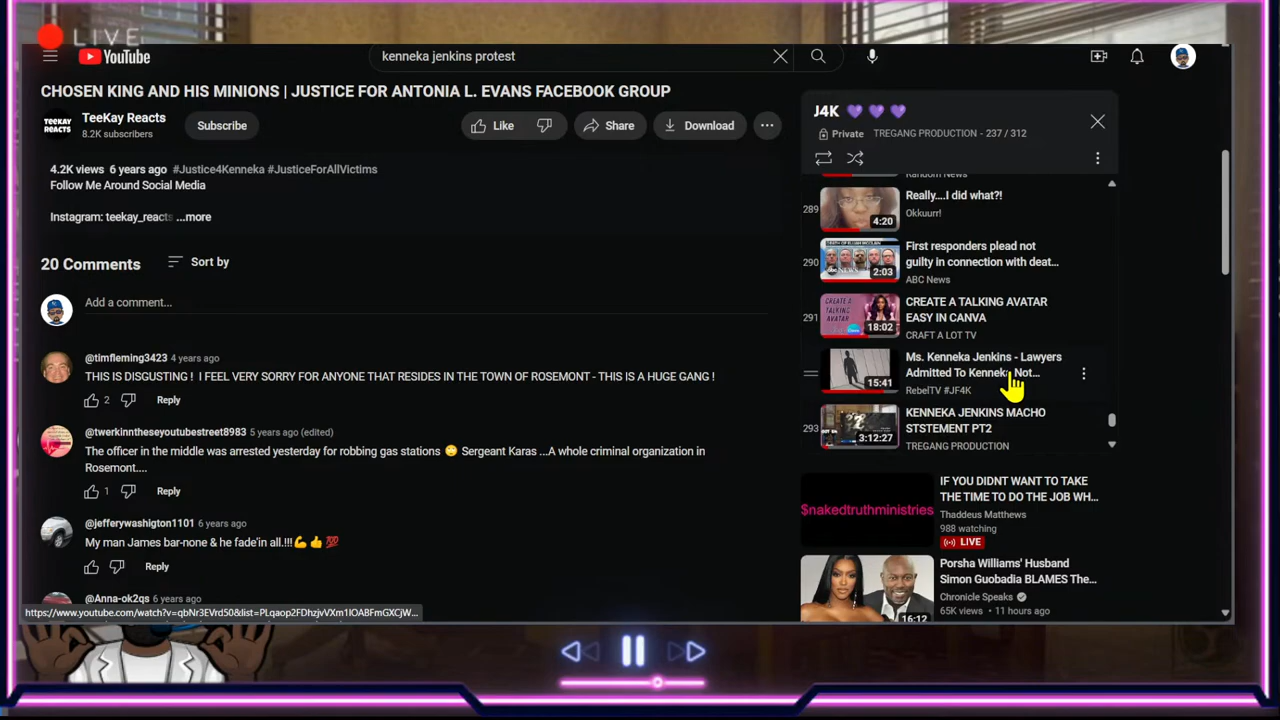 LIVE
YouTube
kenneka jenkins protest
CHOSEN KING AND HIS MINIONS | JUSTICE FOR ANTONIA L. EVANS FACEBOOK GROUP
TEEKAY
REACTS
TeeKay Reacts
8.2K subscribers
Subscribe
Like
Share
Download
4.2K views 6 years ago #Justice4Kenneka #JusticeForAllVictims
Follow Me Around Social Media
Instagram: teekay_reacts ...more
20 Comments
Sort by
Add a comment...
@timfleming3423 4 years ago
THIS IS DISGUSTING ! I FEEL VERY SORRY FOR ANYONE THAT RESIDES IN THE TOWN OF ROSEMONT - THIS IS A HUGE GANG !
2
Reply
@twerkinntheseyoutubestreet8983 5 years ago (edited)
The officer in the middle was arrested yesterday for robbing gas stations 🙄 Sergeant Karas ...A whole criminal organization in
Rosemont....
1
Reply
@jefferywashigton1101 6 years ago
My man James bar-none & he fade'in all.!!!💪👍💯
Reply
@Anna-ok2qs 6 years ago
https://www.youtube.com/watch?v=qbNr3EVrd50&list=PLqaop2FDhzjvVXm1IOABFmGXCjW...
J4K 💜 💜 💜
Private TREGANG PRODUCTION - 237 / 312
Random News
289
4:20
Really....I did what?!
Okkuurr!
290
2:03
First responders plead not
guilty in connection with deat...
ABC News
291
CREATE A
TALKING
AVATAR
EASY IN
CANVA
18:02
CREATE A TALKING AVATAR
EASY IN CANVA
CRAFT A LOT TV
15:41
Ms. Kenneka Jenkins - Lawyers
Admitted To Kenneka Not...
RebelTV #JF4K
293
3:12:27
KENNEKA JENKINS MACHO
STSTEMENT PT2
TREGANG PRODUCTION
$nakedtruthministries
IF YOU DIDNT WANT TO TAKE
THE TIME TO DO THE JOB WH...
Thaddeus Matthews
988 watching
LIVE
16:12
Porsha Williams' Husband
Simon Guobadia BLAMES The...
Chronicle Speaks
65K views • 11 hours ago